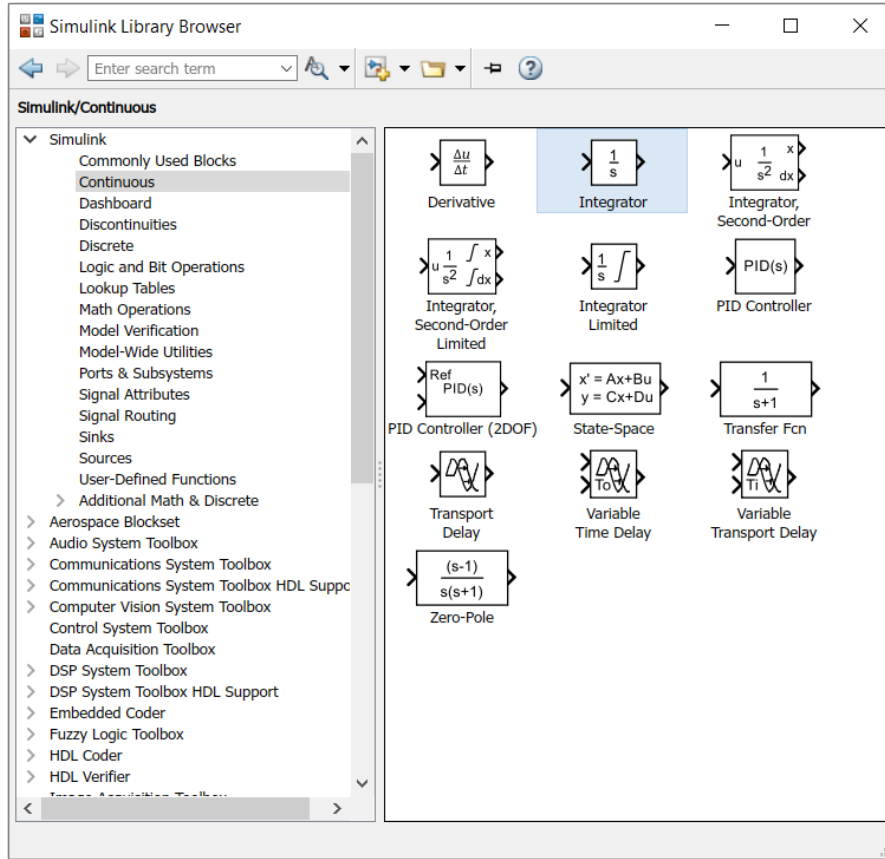 Simulink Library Browser
Enter search term
Simulink/Continuous
Simulink
Commonly Used Blocks
Continuous
Dashboard
Discontinuities
Discrete
Logic and Bit Operations
Lookup Tables
Math Operations
Model Verification
Model-Wide Utilities
Ports & Subsystems
Signal Attributes
Signal Routing
Sinks
Sources
User-Defined Functions
Additional Math & Discrete
Aerospace Blockset
Audio System Toolbox
Communications System Toolbox
Communications System Toolbox HDL Suppo
Computer Vision System Toolbox
Control System Toolbox
Data Acquisition Toolbox
DSP System Toolbox
DSP System Toolbox HDL Support
Embedded Coder
Fuzzy Logic Toolbox
HDL Coder
HDL Verifier
Δu
Δt
Derivative
1
s
Integrator
u 1 x
s² dx
Integrator,
Second-Order
u 1 ∫ x
s² ∫dx
Integrator,
Second-Order
Limited
1 ∫
s
Integrator
Limited
PID(s)
PID Controller
Ref
PID(s)
PID Controller (2DOF)
x' = Ax+Bu
y = Cx+Du
State-Space
1
s+1
Transfer Fcn
Transport
Delay
To
Variable
Time Delay
Ti
Variable
Transport Delay
(s-1)
s(s+1)
Zero-Pole